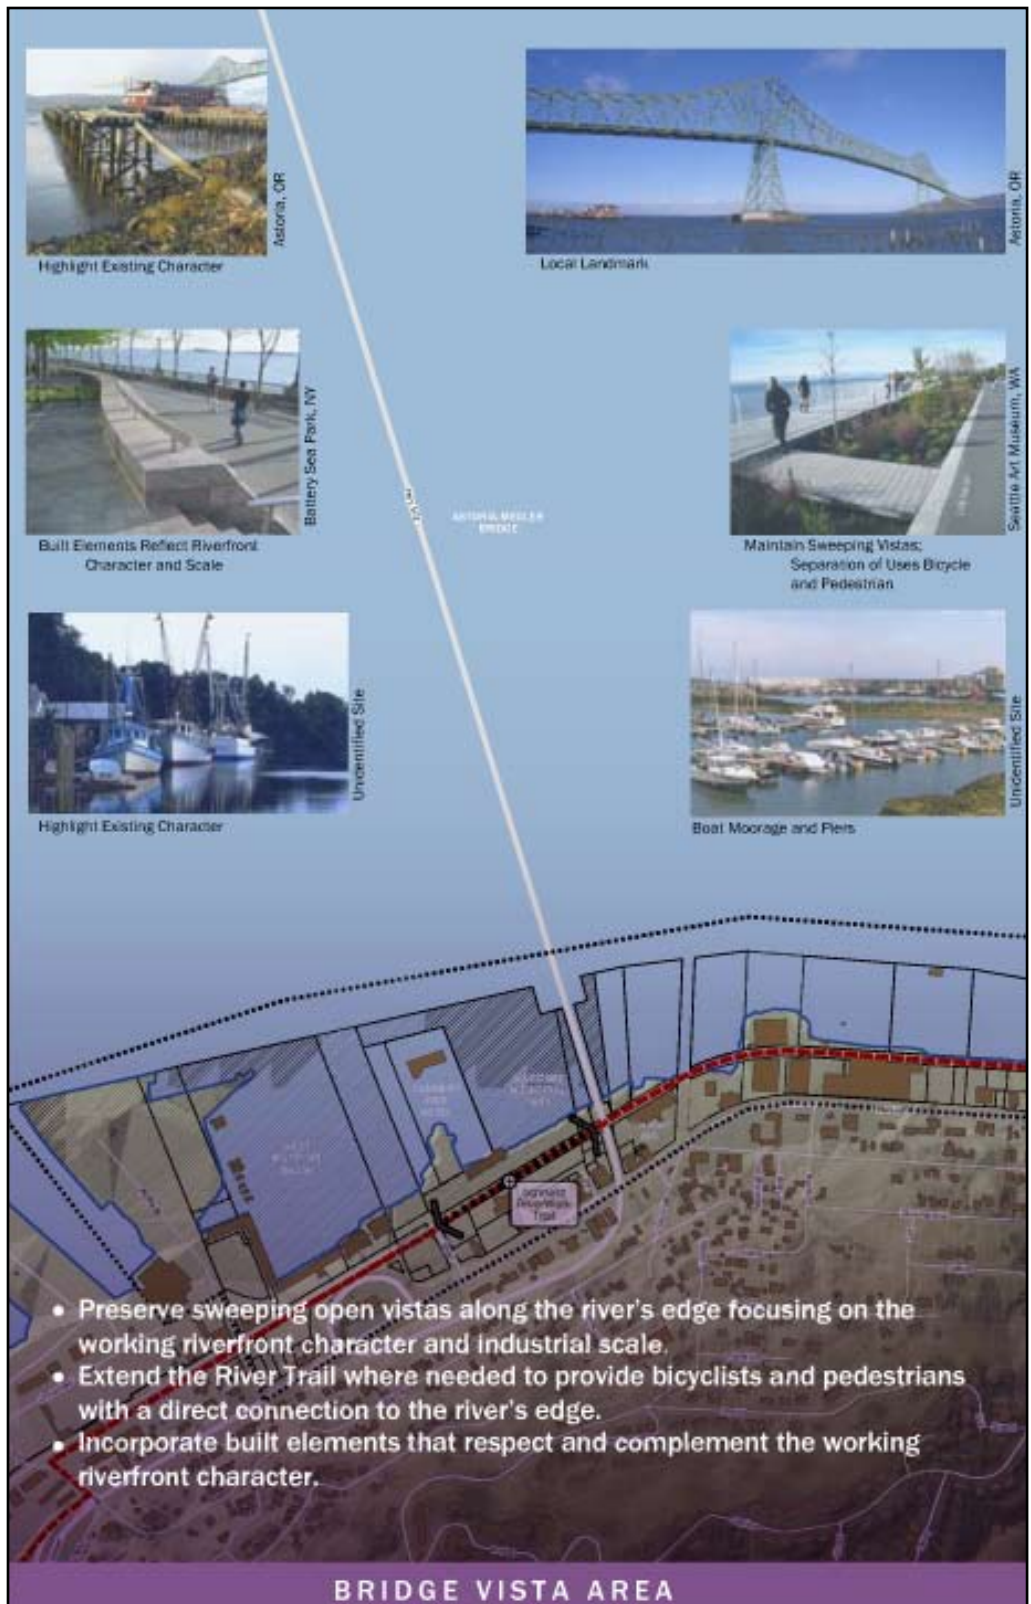 Astoria, OR
Highlight Existing Character
Astoria, OR
Local Landmark
Battery Sea Park, NY
Built Elements Reflect Riverfront
Character and Scale
Seattle Art Museum, WA
Maintain Sweeping Vistas;
Separation of Uses Bicycle
and Pedestrian
ASTORIA MEGLER
BRIDGE
Unidentified Site
Highlight Existing Character
Unidentified Site
Boat Moorage and Piers
Trail
• Preserve sweeping open vistas along the river's edge focusing on the
working riverfront character and industrial scale.
• Extend the River Trail where needed to provide bicyclists and pedestrians
with a direct connection to the river's edge.
• Incorporate built elements that respect and complement the working
riverfront character.
BRIDGE VISTA AREA